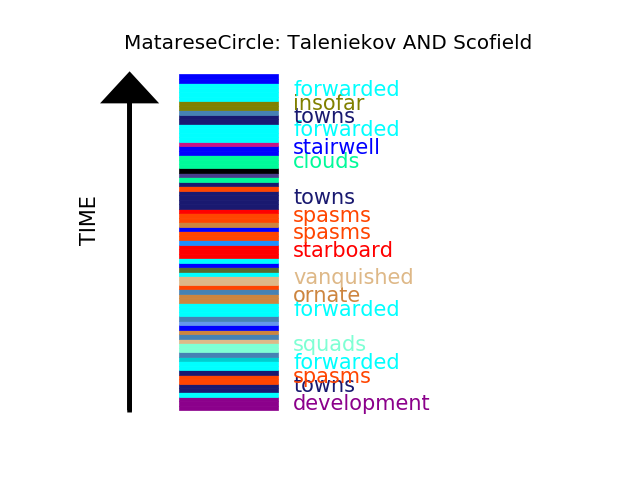 MatareseCircle: Taleniekov AND Scofield
TIME
forwarded
insofar
towns
forwarded
stairwell
clouds
towns
spasms
spasms
starboard
vanquished
ornate
forwarded
squads
forwarded
spasms
towns
development